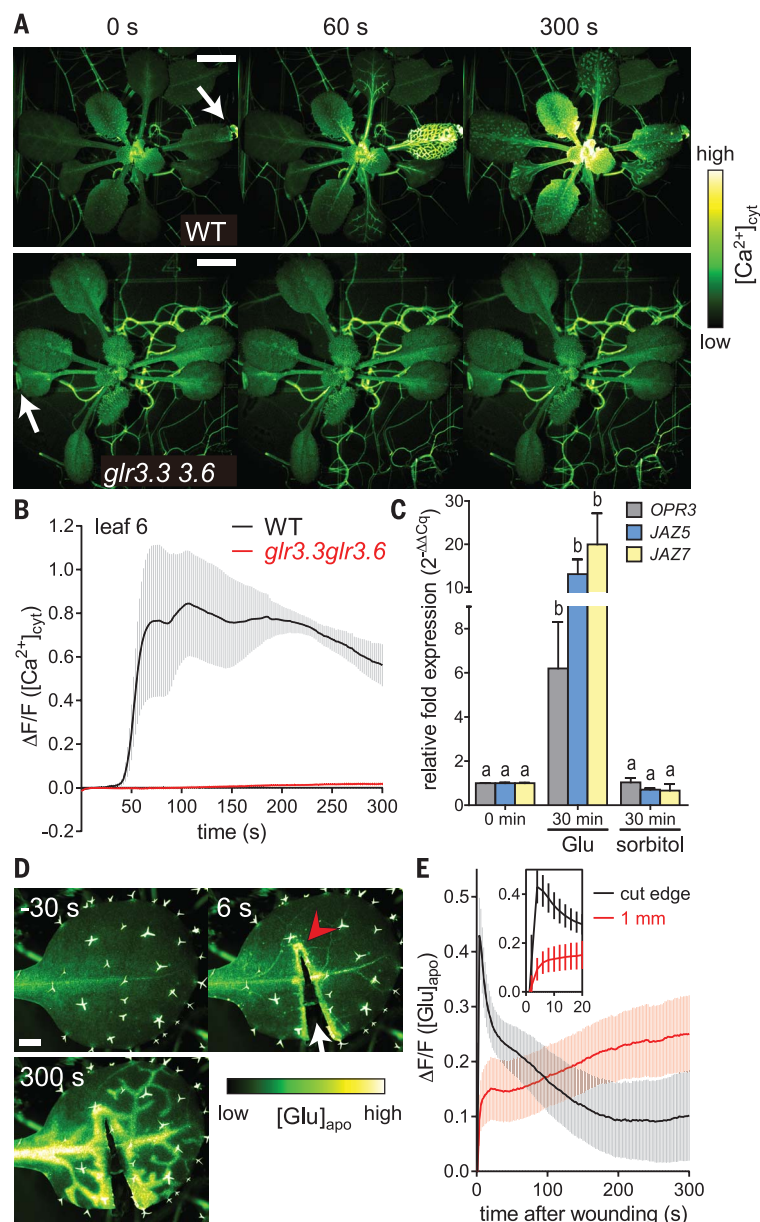 A
0 s 60 s 300 s
WT
glr3.3 3.6
high
[Ca2+]cyt
low
B
leaf 6
WT
glr3.3glr3.6
ΔF/F ([Ca2+]cyt)
1.2
1.0
0.8
0.6
0.4
0.2
0.0
-0.2
50 100 150 200 250 300
time (s)
C
relative fold expression (2-ΔΔCq)
30
20
10
8
6
4
2
0
OPR3
JAZ5
JAZ7
a a a
b b b
a a a
0 min 30 min 30 min
Glu sorbitol
D
-30 s 6 s
300 s
low high
[Glu]apo
E
ΔF/F ([Glu]apo)
0.5
0.4
0.3
0.2
0.1
0.0
0.4
0.2
0.0
0 10 20
cut edge
1 mm
0 100 200 300
time after wounding (s)